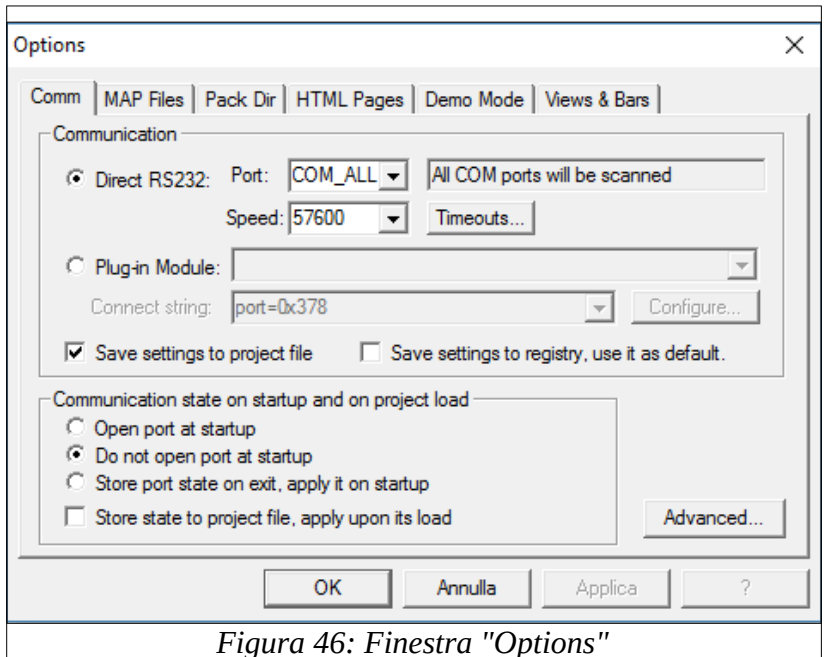 Options
Comm MAP Files Pack Dir HTML Pages Demo Mode Views & Bars
Communication
Direct RS232: Port: COM_ALL All COM ports will be scanned
Speed: 57600 Timeouts...
Plug-in Module:
Connect string: port=0x378 Configure...
Save settings to project file Save settings to registry, use it as default.
Communication state on startup and on project load
Open port at startup
Do not open port at startup
Store port state on exit, apply it on startup
Store state to project file, apply upon its load Advanced...
OK Annulla Applica ?
Figura 46: Finestra "Options"